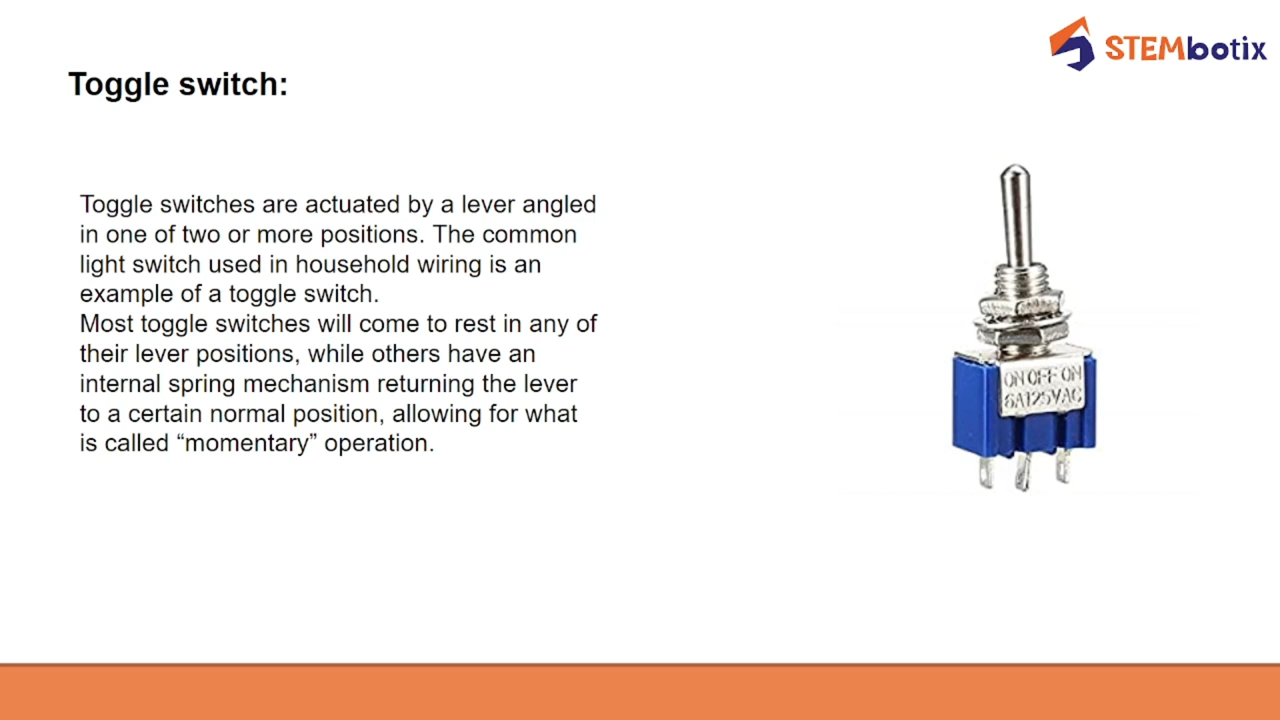 STEMbotix
Toggle switch:
Toggle switches are actuated by a lever angled
in one of two or more positions. The common
light switch used in household wiring is an
example of a toggle switch.
Most toggle switches will come to rest in any of
their lever positions, while others have an
internal spring mechanism returning the lever
to a certain normal position, allowing for what
is called “momentary” operation.
ON OFF ON
6A125VAC